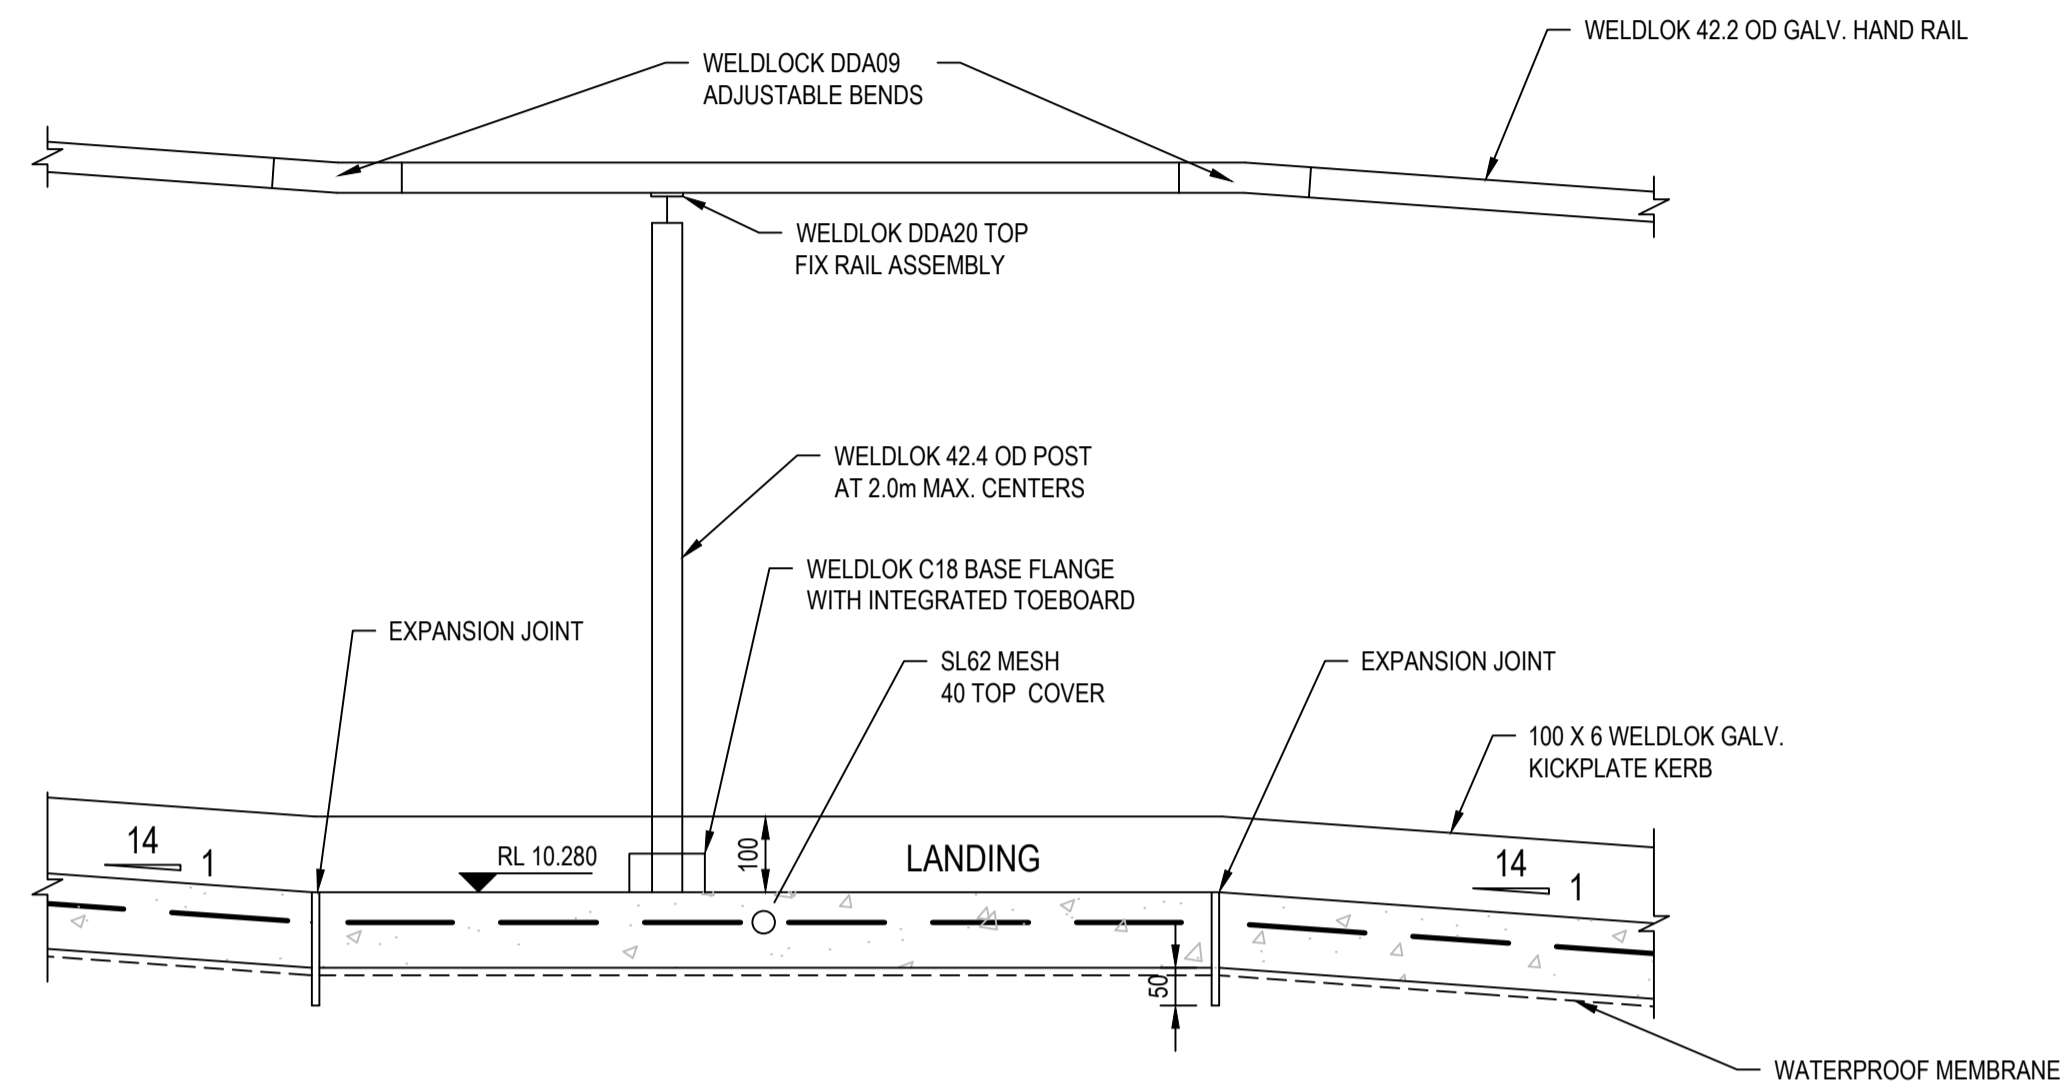 WELDLOK 42.2 OD GALV. HAND RAIL
WELDLOCK DDA09
ADJUSTABLE BENDS
WELDLOK DDA20 TOP
FIX RAIL ASSEMBLY
WELDLOK 42.4 OD POST
AT 2.0m MAX. CENTERS
WELDLOK C18 BASE FLANGE
WITH INTEGRATED TOEBOARD
EXPANSION JOINT
SL62 MESH
40 TOP COVER
EXPANSION JOINT
100 X 6 WELDLOK GALV.
KICKPLATE KERB
14
1
RL 10.280
100
LANDING
14
1
50
WATERPROOF MEMBRANE